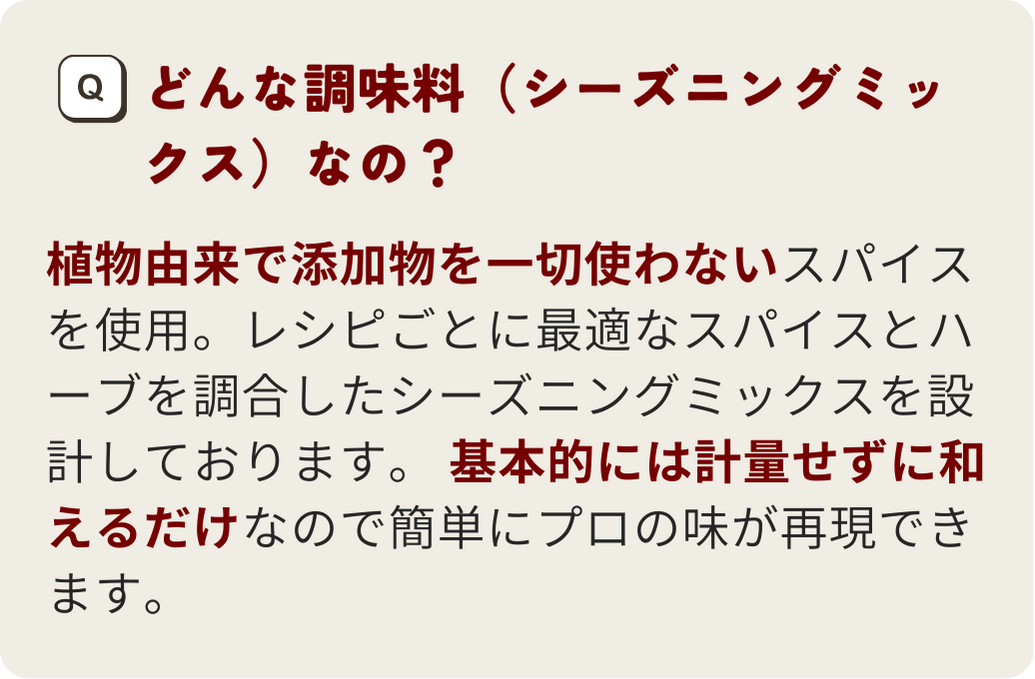 Q どんな調味料（シーズニングミッ
クス）なの？
植物由来で添加物を一切使わないスパイス
を使用。レシピごとに最適なスパイスとハ
ーブを調合したシーズニングミックスを設
計しております。 基本的には計量せずに和
えるだけなので簡単にプロの味が再現でき
ます。